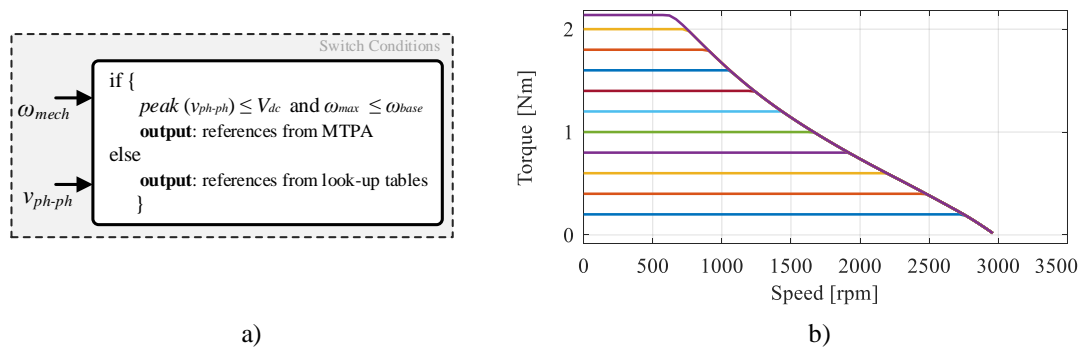 Switch Conditions
if {
peak (vph-ph) ≤ Vdc and ωmax ≤ ωbase
output: references from MTPA
else
output: references from look-up tables
}
ωmech
vph-ph
a)
Torque [Nm]
2
1
0
0 500 1000 1500 2000 2500 3000 3500
Speed [rpm]
b)